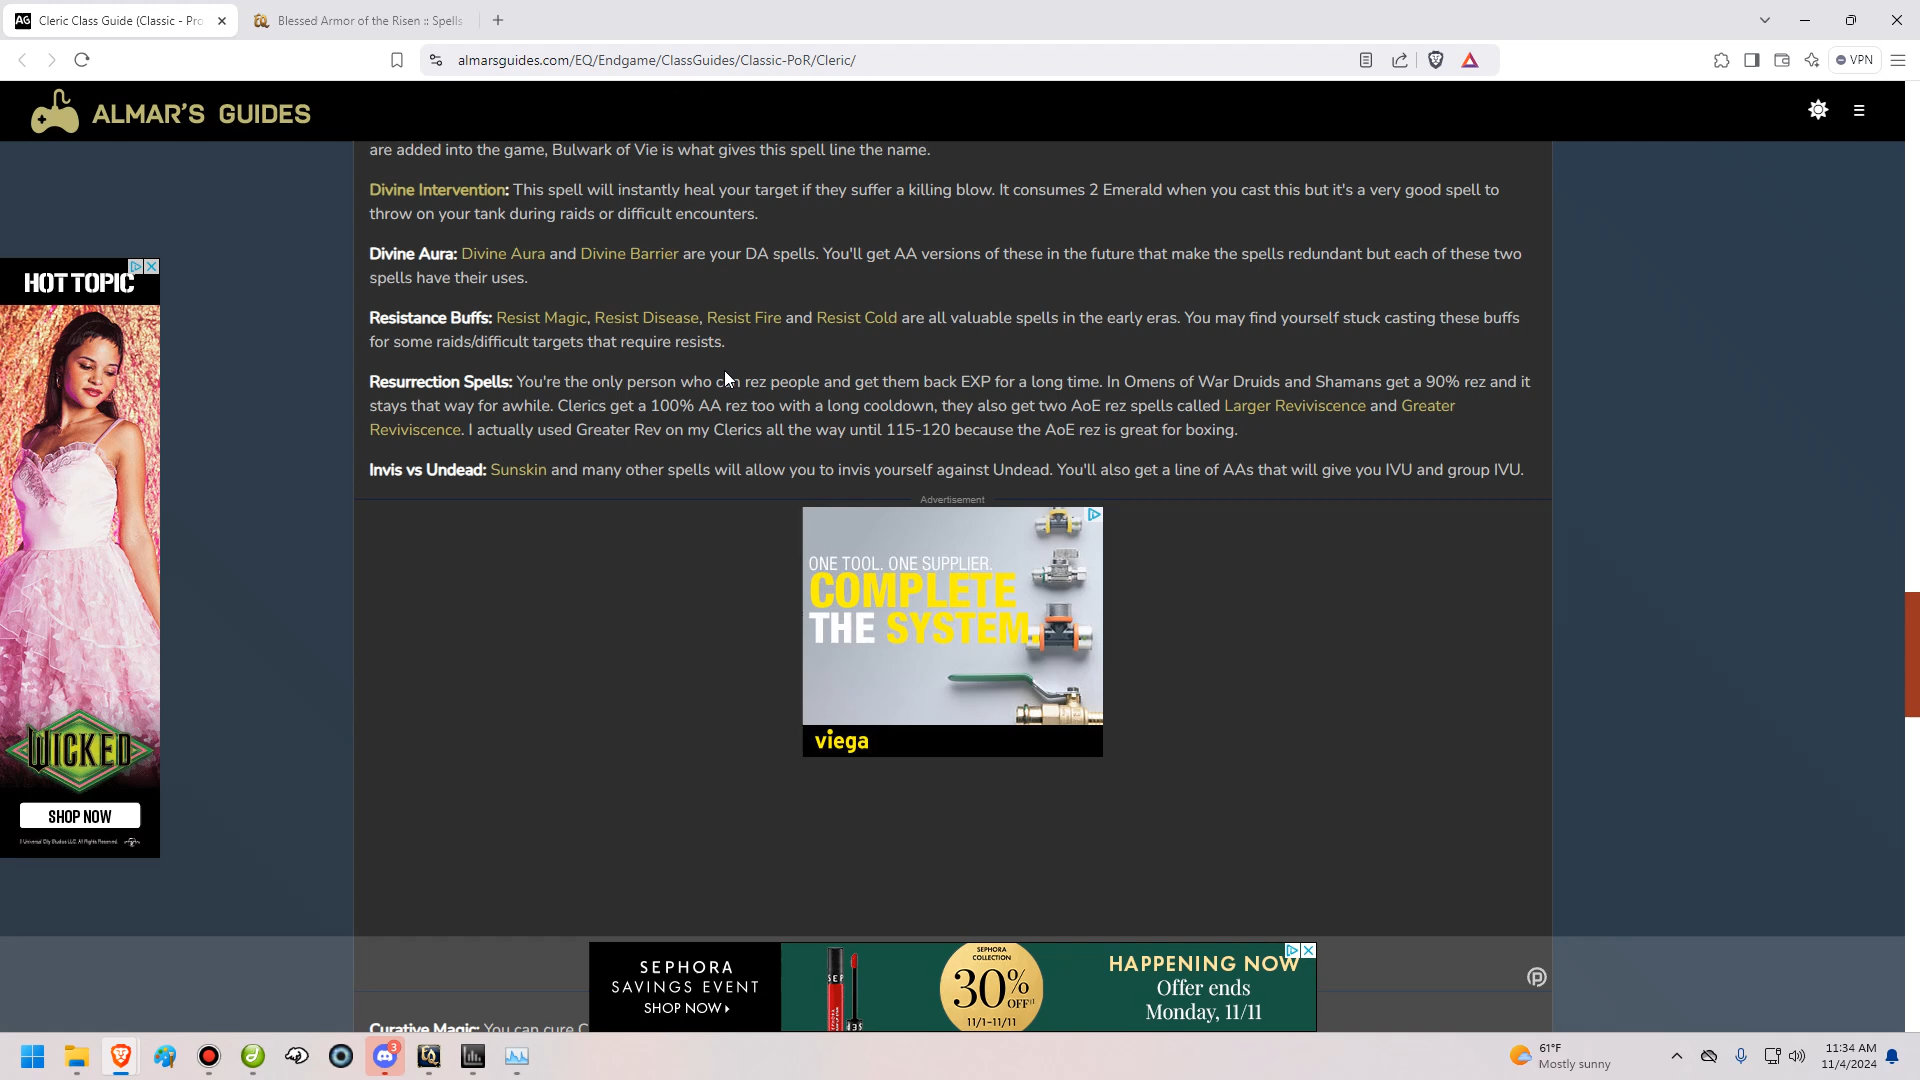 Cleric Class Guide (Classic - Pro
Blessed Armor of the Risen :: Spells
almarsguides.com/EQ/Endgame/ClassGuides/Classic-PoR/Cleric/
VPN
ALMAR'S GUIDES
are added into the game, Bulwark of Vie is what gives this spell line the name.
Divine Intervention: This spell will instantly heal your target if they suffer a killing blow. It consumes 2 Emerald when you cast this but it's a very good spell to
throw on your tank during raids or difficult encounters.
Divine Aura: Divine Aura and Divine Barrier are your DA spells. You'll get AA versions of these in the future that make the spells redundant but each of these two
spells have their uses.
Resistance Buffs: Resist Magic, Resist Disease, Resist Fire and Resist Cold are all valuable spells in the early eras. You may find yourself stuck casting these buffs
for some raids/difficult targets that require resists.
Resurrection Spells: You're the only person who can rez people and get them back EXP for a long time. In Omens of War Druids and Shamans get a 90% rez and it
stays that way for awhile. Clerics get a 100% AA rez too with a long cooldown, they also get two AoE rez spells called Larger Reviviscence and Greater
Reviviscence. I actually used Greater Rev on my Clerics all the way until 115-120 because the AoE rez is great for boxing.
Invis vs Undead: Sunskin and many other spells will allow you to invis yourself against Undead. You'll also get a line of AAs that will give you IVU and group IVU.
Advertisement
HOT TOPIC
WICKED
SHOP NOW
ONE TOOL. ONE SUPPLIER.
COMPLETE
THE SYSTEM.
viega
SEPHORA
SAVINGS EVENT
SHOP NOW
SEPHORA
COLLECTION
30%
OFF
11/1–11/11
HAPPENING NOW
Offer ends
Monday, 11/11
Curative Magic: You can cure C
3
61°F
Mostly sunny
11:34 AM
11/4/2024